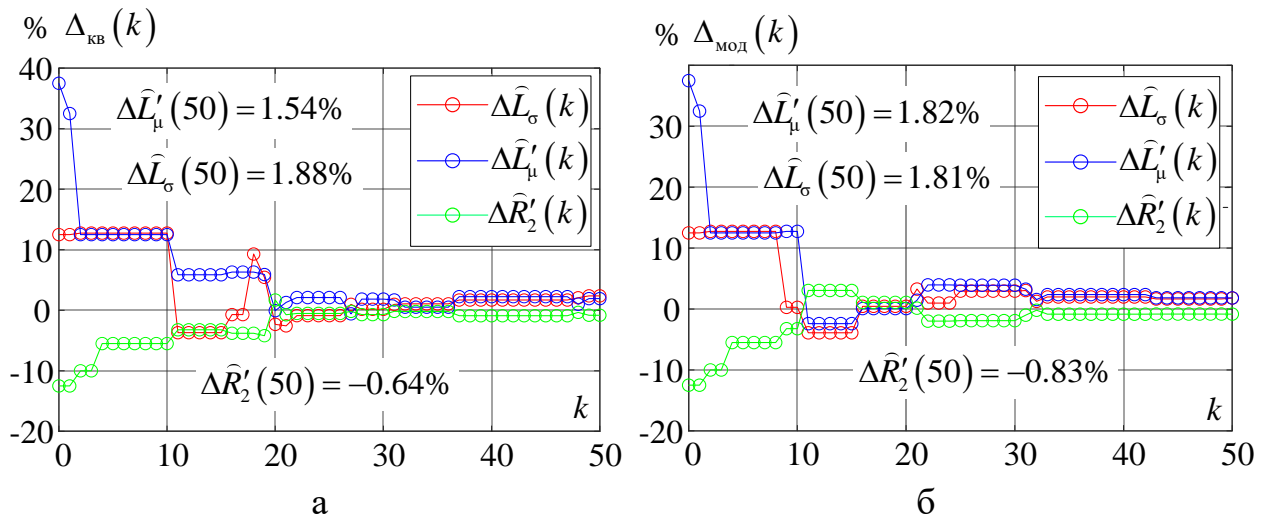 % Δкв(k)
40
30
20
10
0
-10
-20
0 10 20 30 40 50
ΔL̂′μ(50) = 1.54%
ΔL̂σ(50) = 1.88%
ΔR̂′2(50) = −0.64%
ΔL̂σ(k)
ΔL̂′μ(k)
ΔR̂′2(k)
k
а
% Δмод(k)
30
20
10
0
-10
-20
0 10 20 30 40 50
ΔL̂′μ(50) = 1.82%
ΔL̂σ(50) = 1.81%
ΔR̂′2(50) = −0.83%
ΔL̂σ(k)
ΔL̂′μ(k)
ΔR̂′2(k)
k
б